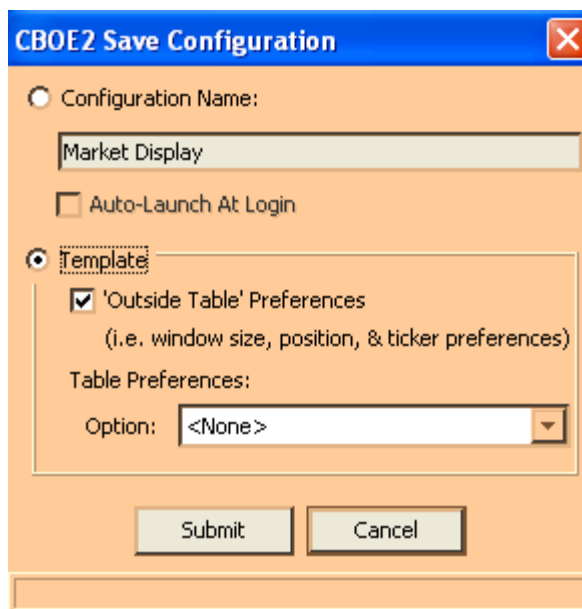 CBOE2 Save Configuration
Configuration Name:
Market Display
Auto-Launch At Login
Template
'Outside Table' Preferences
(i.e. window size, position, & ticker preferences)
Table Preferences:
Option: <None>
Submit Cancel